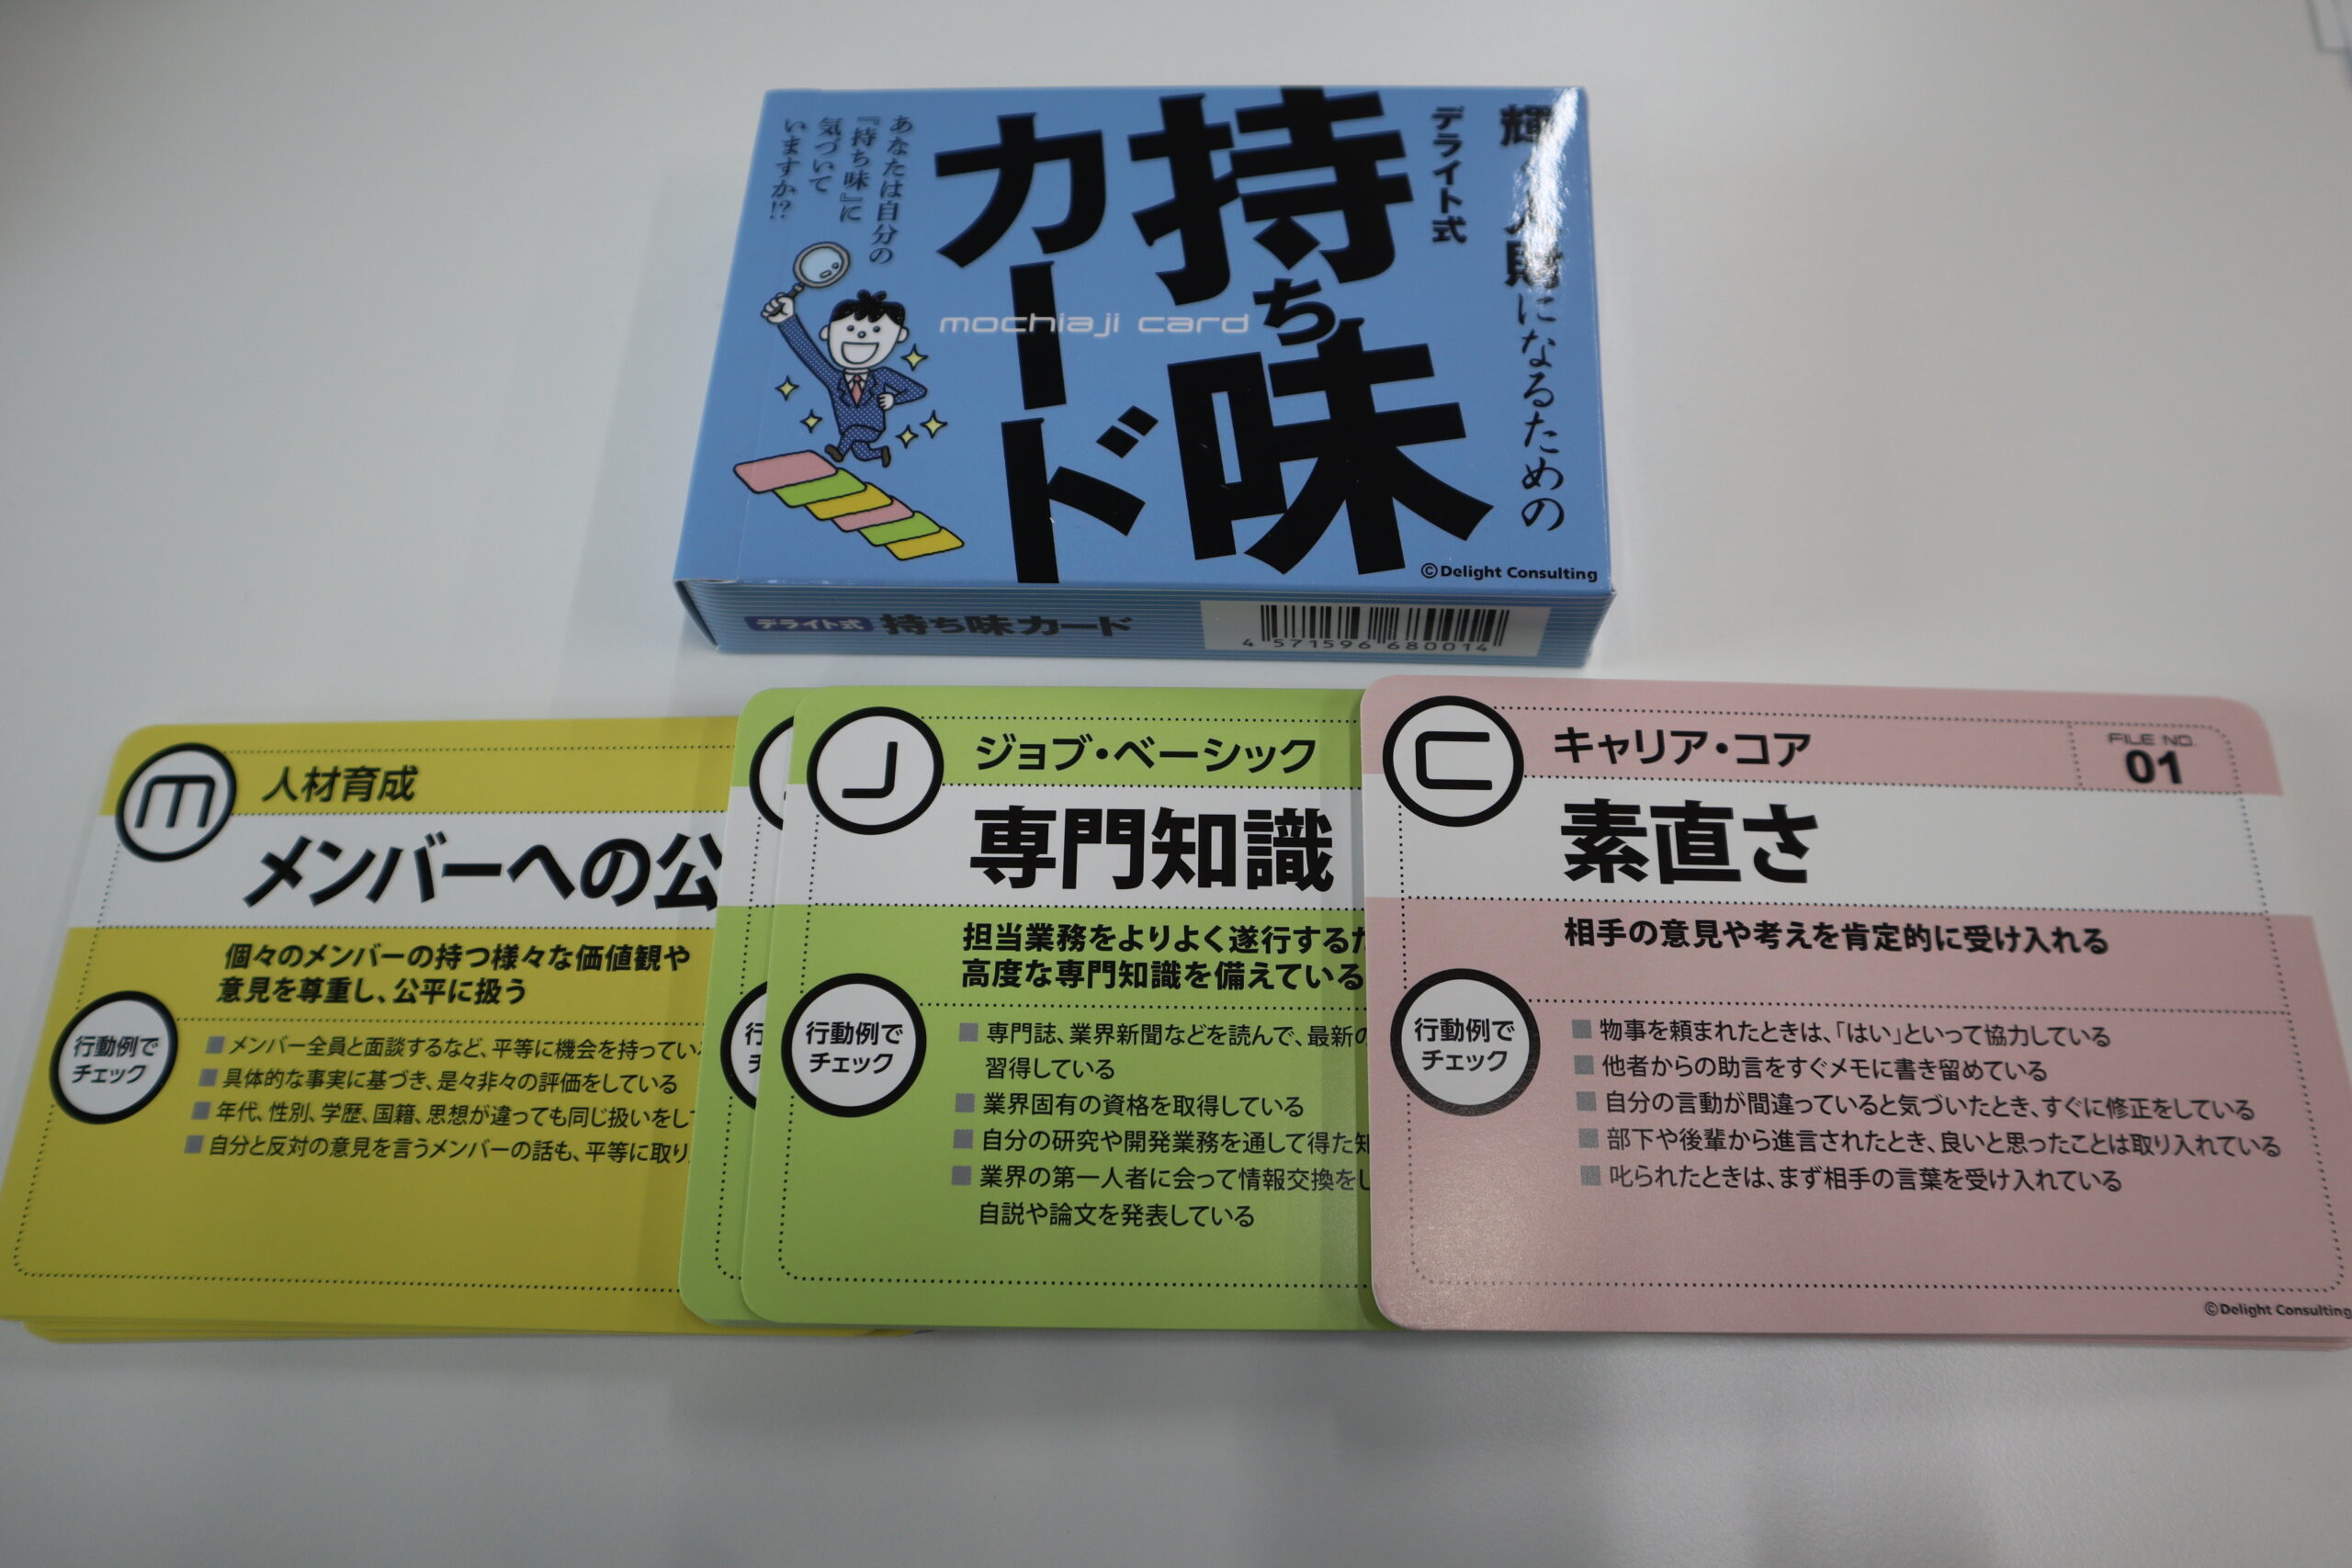 輝く人財になるための
デライト式
持ち味
カード
mochiaji card
あなたは自分の
『持ち味』に
気づいて
いますか!?
©Delight Consulting
デライト式 持ち味カード
4 571596 680014
m 人材育成
メンバーへの公
個々のメンバーの持つ様々な価値観や
意見を尊重し、公平に扱う
行動例で
チェック
■ メンバー全員と面談するなど、平等に機会を持ってい
■ 具体的な事実に基づき、是々非々の評価をしている
■ 年代、性別、学歴、国籍、思想が違っても同じ扱いをし
■ 自分と反対の意見を言うメンバーの話も、平等に取り
行
チ
J ジョブ・ベーシック
専門知識
担当業務をよりよく遂行する
高度な専門知識を備えている
行動例で
チェック
■ 専門誌、業界新聞などを読んで、最新の
習得している
■ 業界固有の資格を取得している
■ 自分の研究や開発業務を通して得た知
■ 業界の第一人者に会って情報交換をし
自説や論文を発表している
C キャリア・コア
FILE NO.
01
素直さ
相手の意見や考えを肯定的に受け入れる
行動例で
チェック
■ 物事を頼まれたときは、「はい」といって協力している
■ 他者からの助言をすぐメモに書き留めている
■ 自分の言動が間違っていると気づいたとき、すぐに修正をしている
■ 部下や後輩から進言されたとき、良いと思ったことは取り入れている
■ 叱られたときは、まず相手の言葉を受け入れている
©Delight Consulting